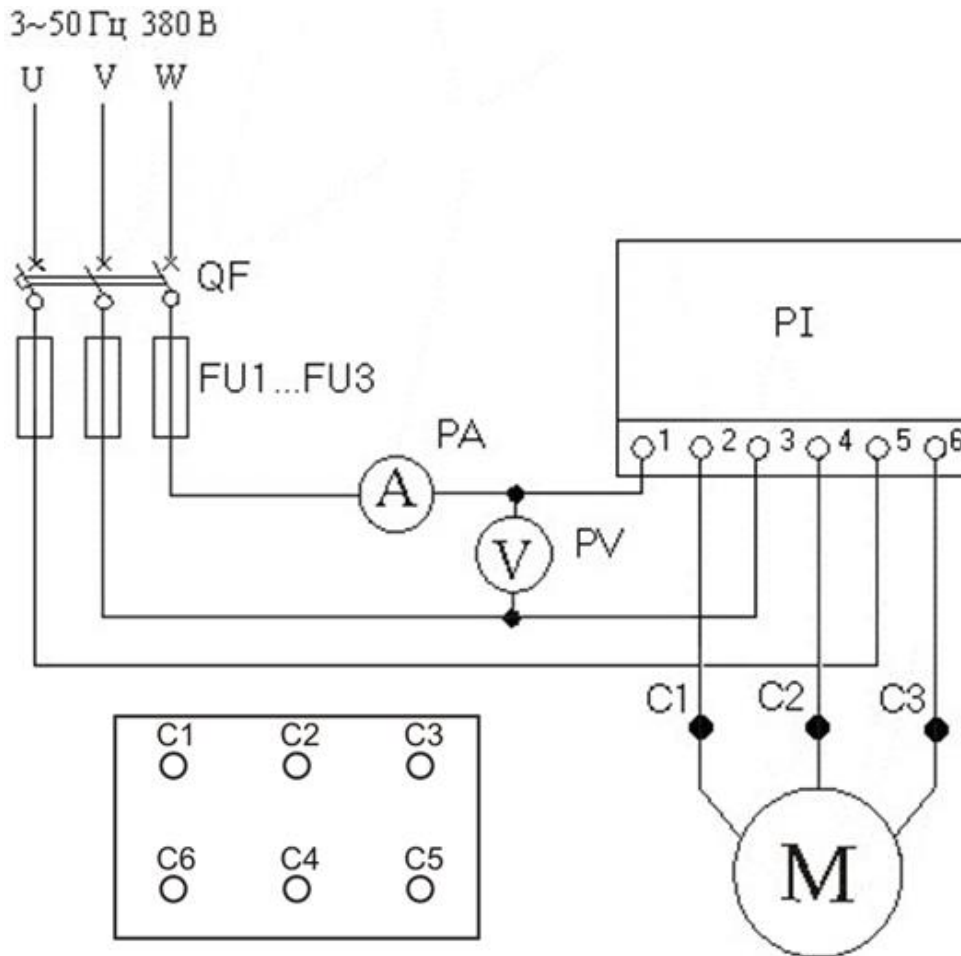 3~50 Гц 380 В
U V W
QF
PI
FU1...FU3
1 2 3 4 5 6
PA
A
V PV
C1 C2 C3
C1 C2 C3
C6 C4 C5
M